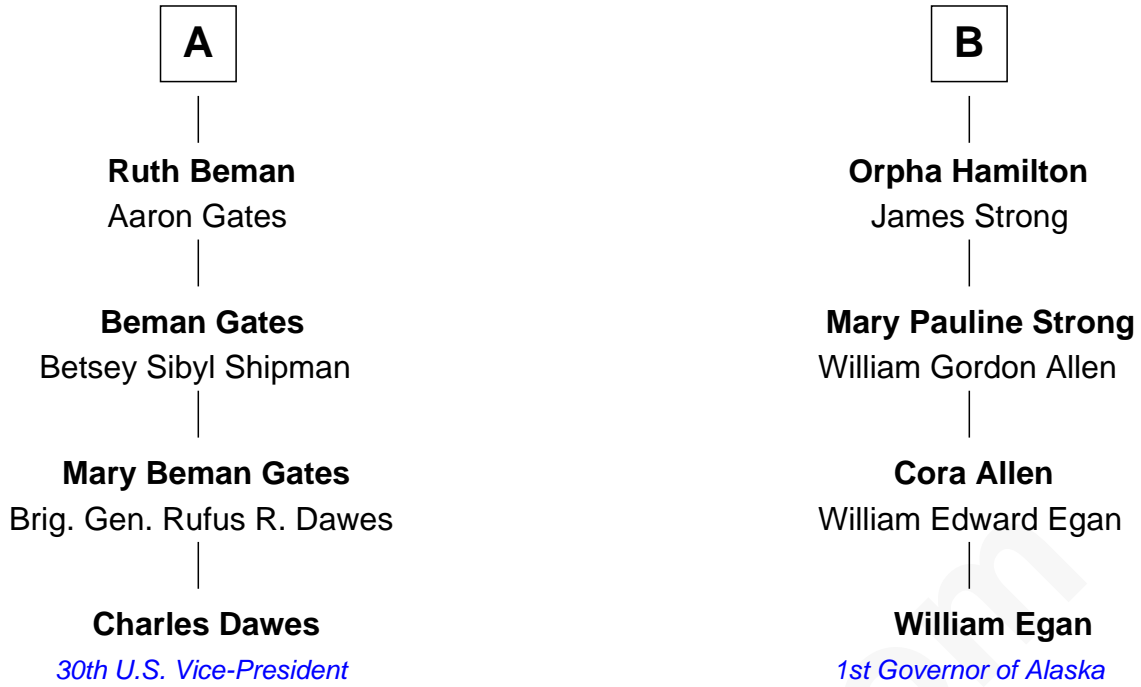 A
Ruth Beman
Aaron Gates
Beman Gates
Betsey Sibyl Shipman
Mary Beman Gates
Brig. Gen. Rufus R. Dawes
Charles Dawes
30th U.S. Vice-President
B
Orpha Hamilton
James Strong
Mary Pauline Strong
William Gordon Allen
Cora Allen
William Edward Egan
William Egan
1st Governor of Alaska